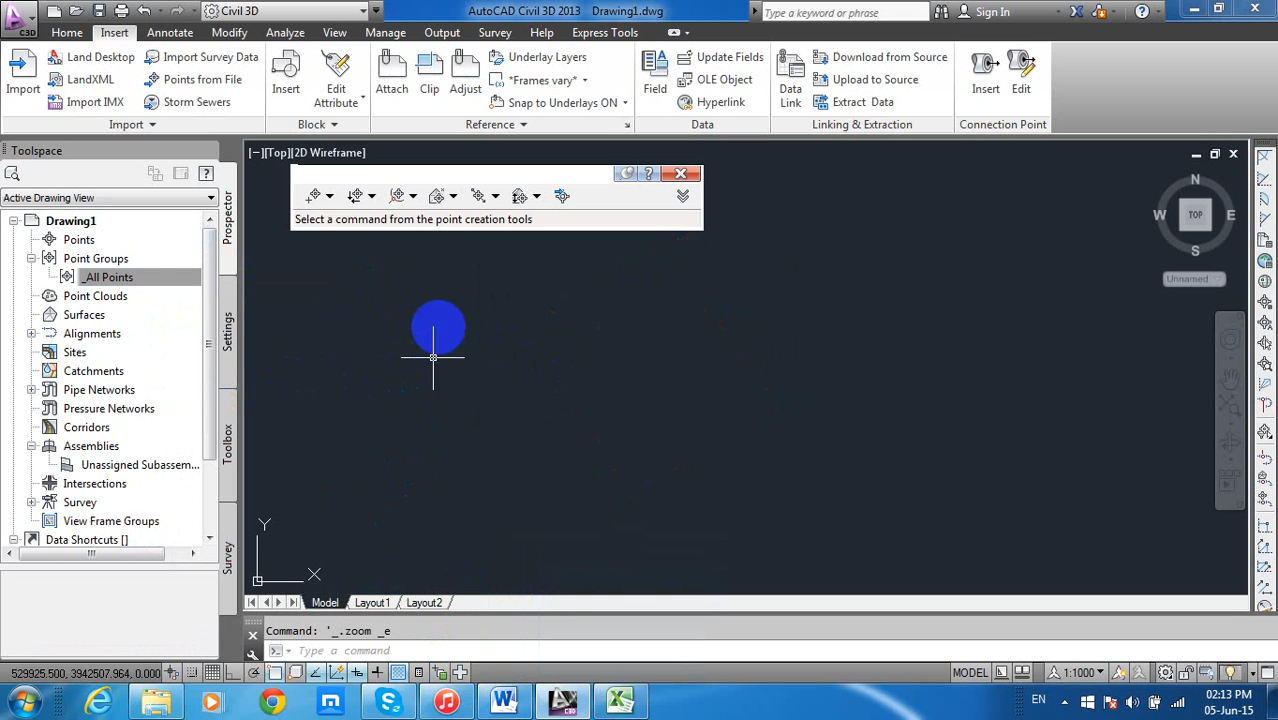 Civil 3D
AutoCAD Civil 3D 2013 Drawing1.dwg
Type a keyword or phrase
Sign In
C3D
Home Insert Annotate Modify Analyze View Manage Output Survey Help Express Tools
Import
Land Desktop
LandXML
Import IMX
Import Survey Data
Points from File
Storm Sewers
Insert
Edit
Attribute
Attach
Clip
Adjust
Underlay Layers
*Frames vary*
Snap to Underlays ON
Field
Update Fields
OLE Object
Hyperlink
Data
Link
Download from Source
Upload to Source
Extract Data
Insert
Edit
Import
Block
Reference
Data
Linking & Extraction
Connection Point
Toolspace
Active Drawing View
Drawing1
Points
Point Groups
_All Points
Point Clouds
Surfaces
Alignments
Sites
Catchments
Pipe Networks
Pressure Networks
Corridors
Assemblies
Unassigned Subassem...
Intersections
Survey
View Frame Groups
Data Shortcuts []
Prospector
Settings
Toolbox
Survey
[−][Top][2D Wireframe]
Select a command from the point creation tools
N
W
TOP
E
S
Unnamed
Y
X
Model Layout1 Layout2
Command: '_.zoom _e
Type a command
529925.500, 3942507.860, 0.000
MODEL
1:1000
EN
02:13 PM
05-Jun-15